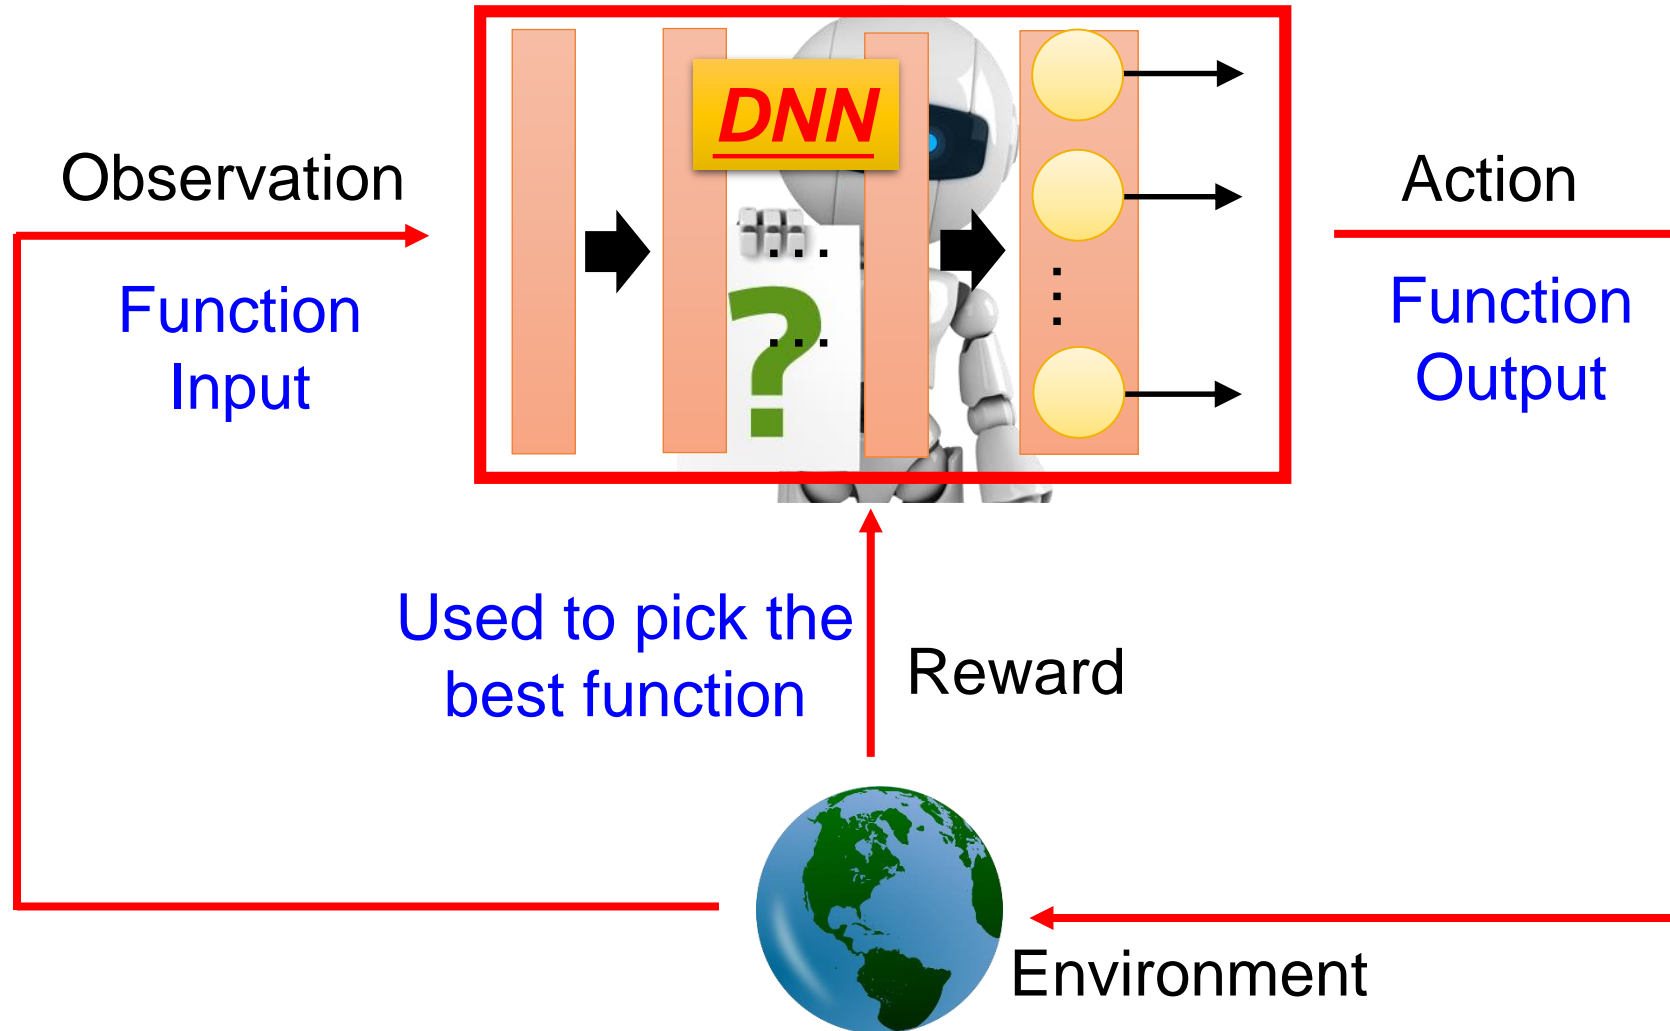 DNN
Observation
Function
Input
...
?
...
⋮
Action
Function
Output
Used to pick the
best function
Reward
Environment